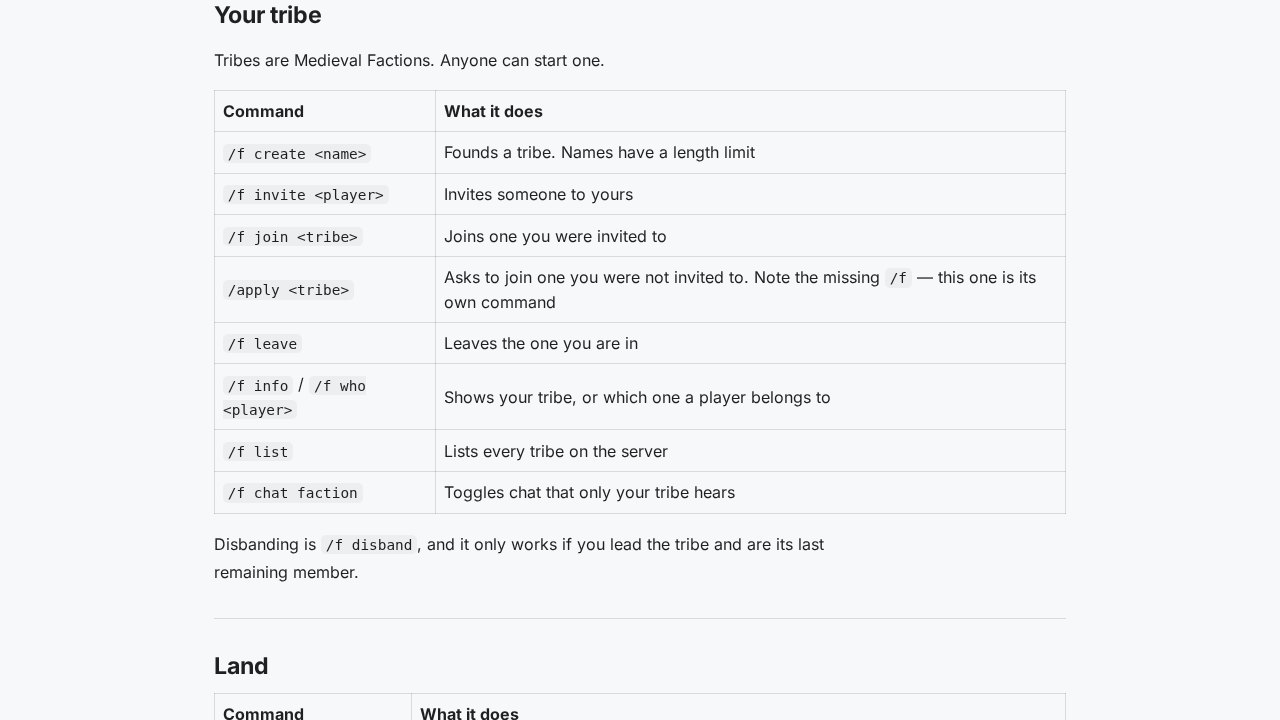 Your tribe
Tribes are Medieval Factions. Anyone can start one.
Command What it does
/f create <name> Founds a tribe. Names have a length limit
/f invite <player> Invites someone to yours
/f join <tribe> Joins one you were invited to
/apply <tribe> Asks to join one you were not invited to. Note the missing /f — this one is its
own command
/f leave Leaves the one you are in
/f info / /f who
<player> Shows your tribe, or which one a player belongs to
/f list Lists every tribe on the server
/f chat faction Toggles chat that only your tribe hears
Disbanding is /f disband, and it only works if you lead the tribe and are its last
remaining member.
Land
Command What it does